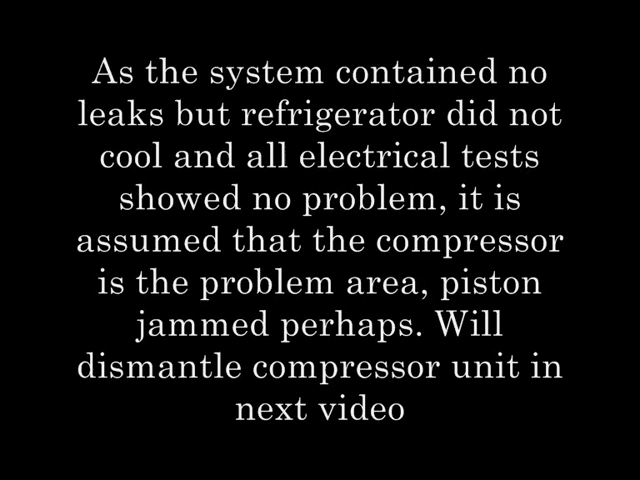 As the system contained no
leaks but refrigerator did not
cool and all electrical tests
showed no problem, it is
assumed that the compressor
is the problem area, piston
jammed perhaps. Will
dismantle compressor unit in
next video